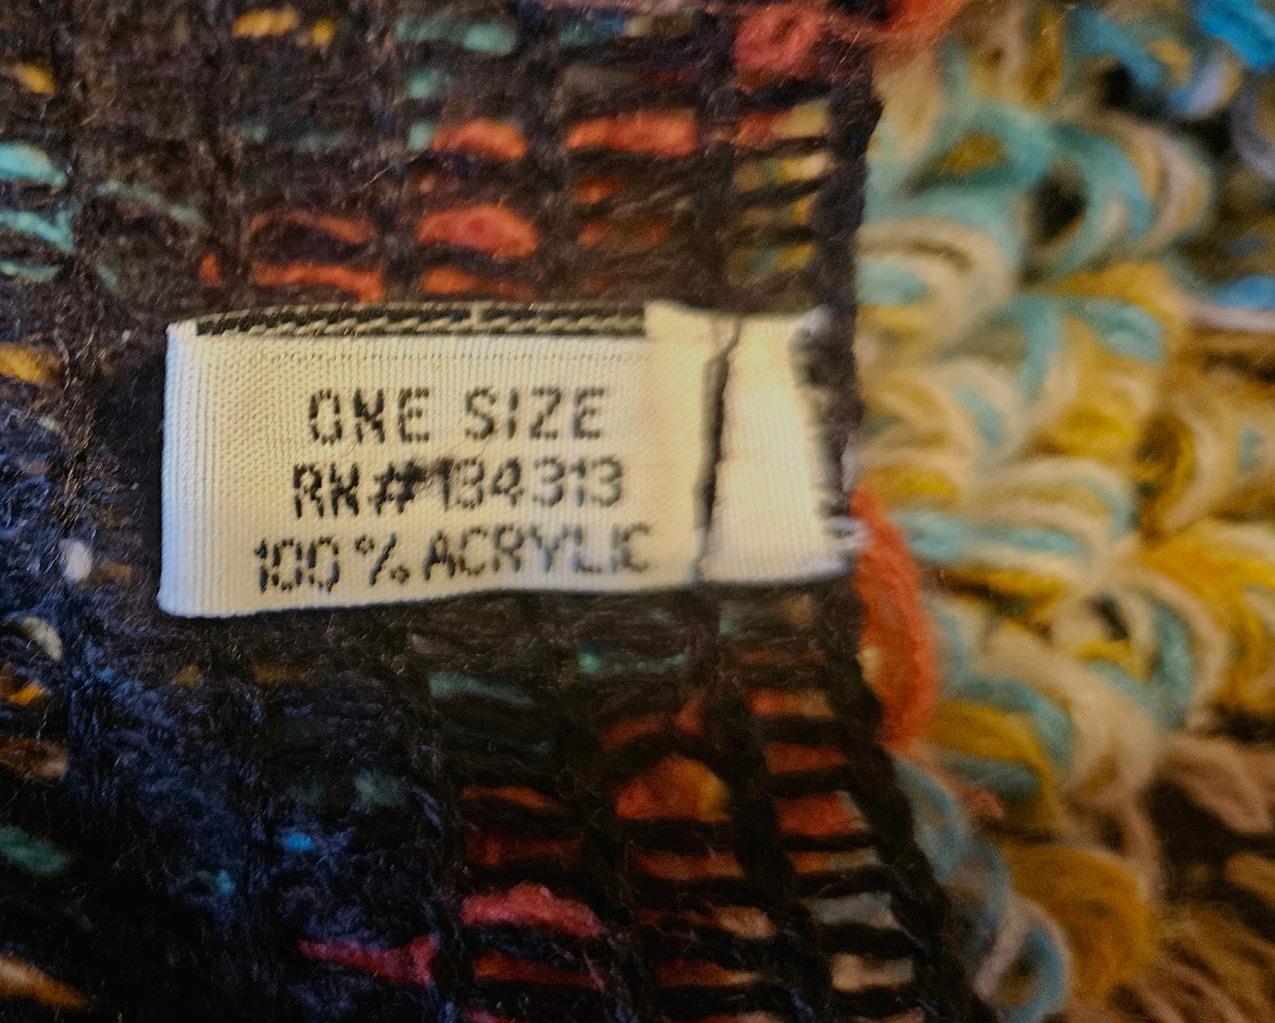 ONE SIZE
RN#134313
100% ACRYLIC